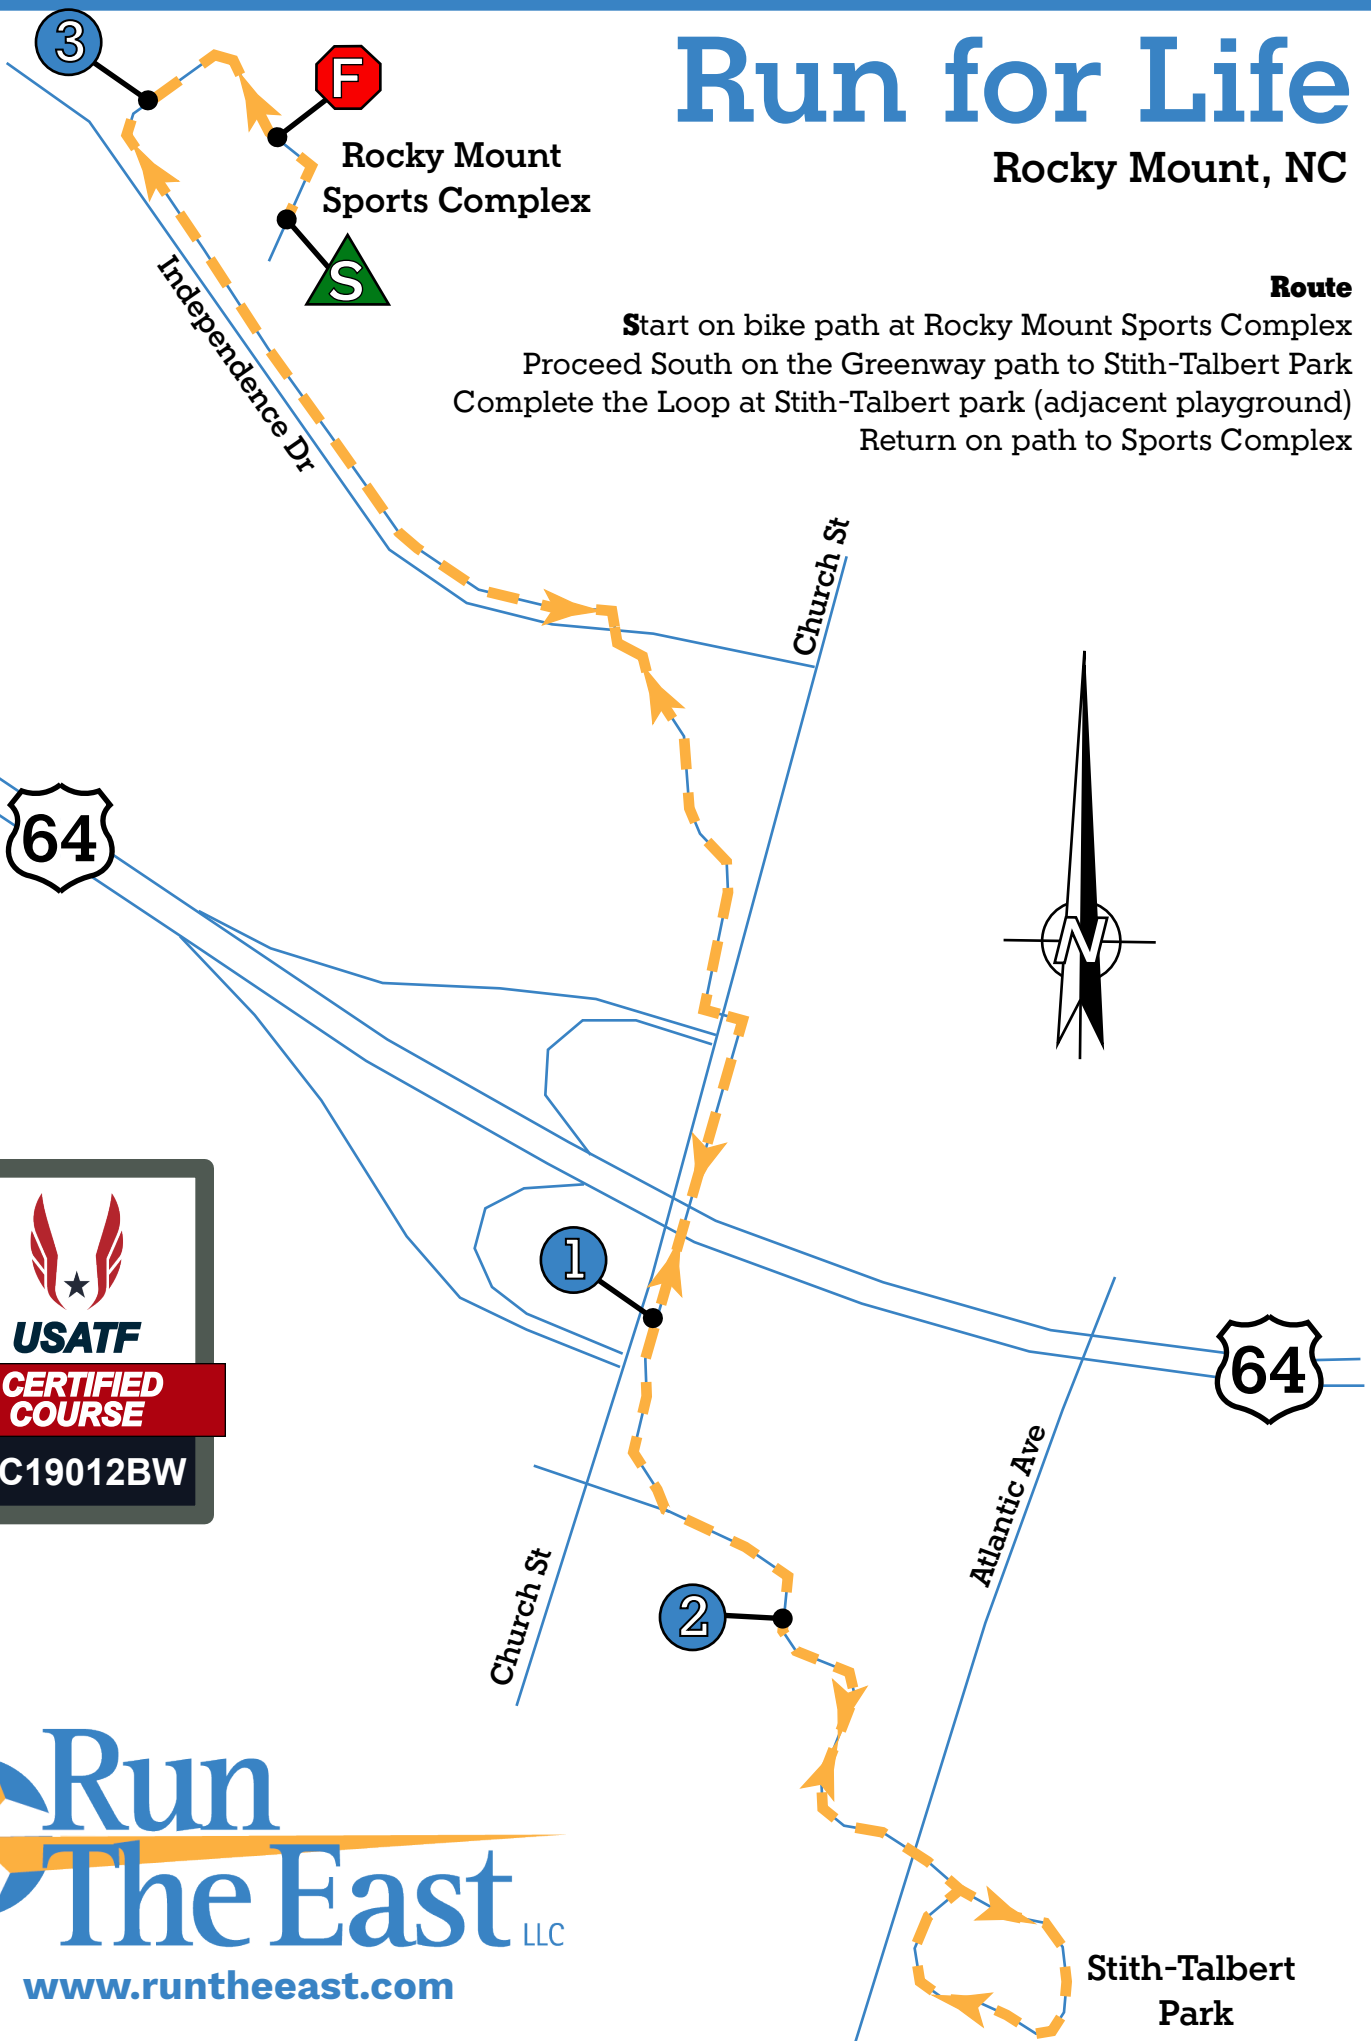 3
F
Run for Life
Rocky Mount, NC
Rocky Mount
Sports Complex
S
Independence Dr
Route
Start on bike path at Rocky Mount Sports Complex
Proceed South on the Greenway path to Stith-Talbert Park
Complete the Loop at Stith-Talbert park (adjacent playground)
Return on path to Sports Complex
Church St
64
N
1
USATF
CERTIFIED
COURSE
C19012BW
64
Atlantic Ave
Church St
2
Run
The East LLC
www.runtheeast.com
Stith-Talbert
Park